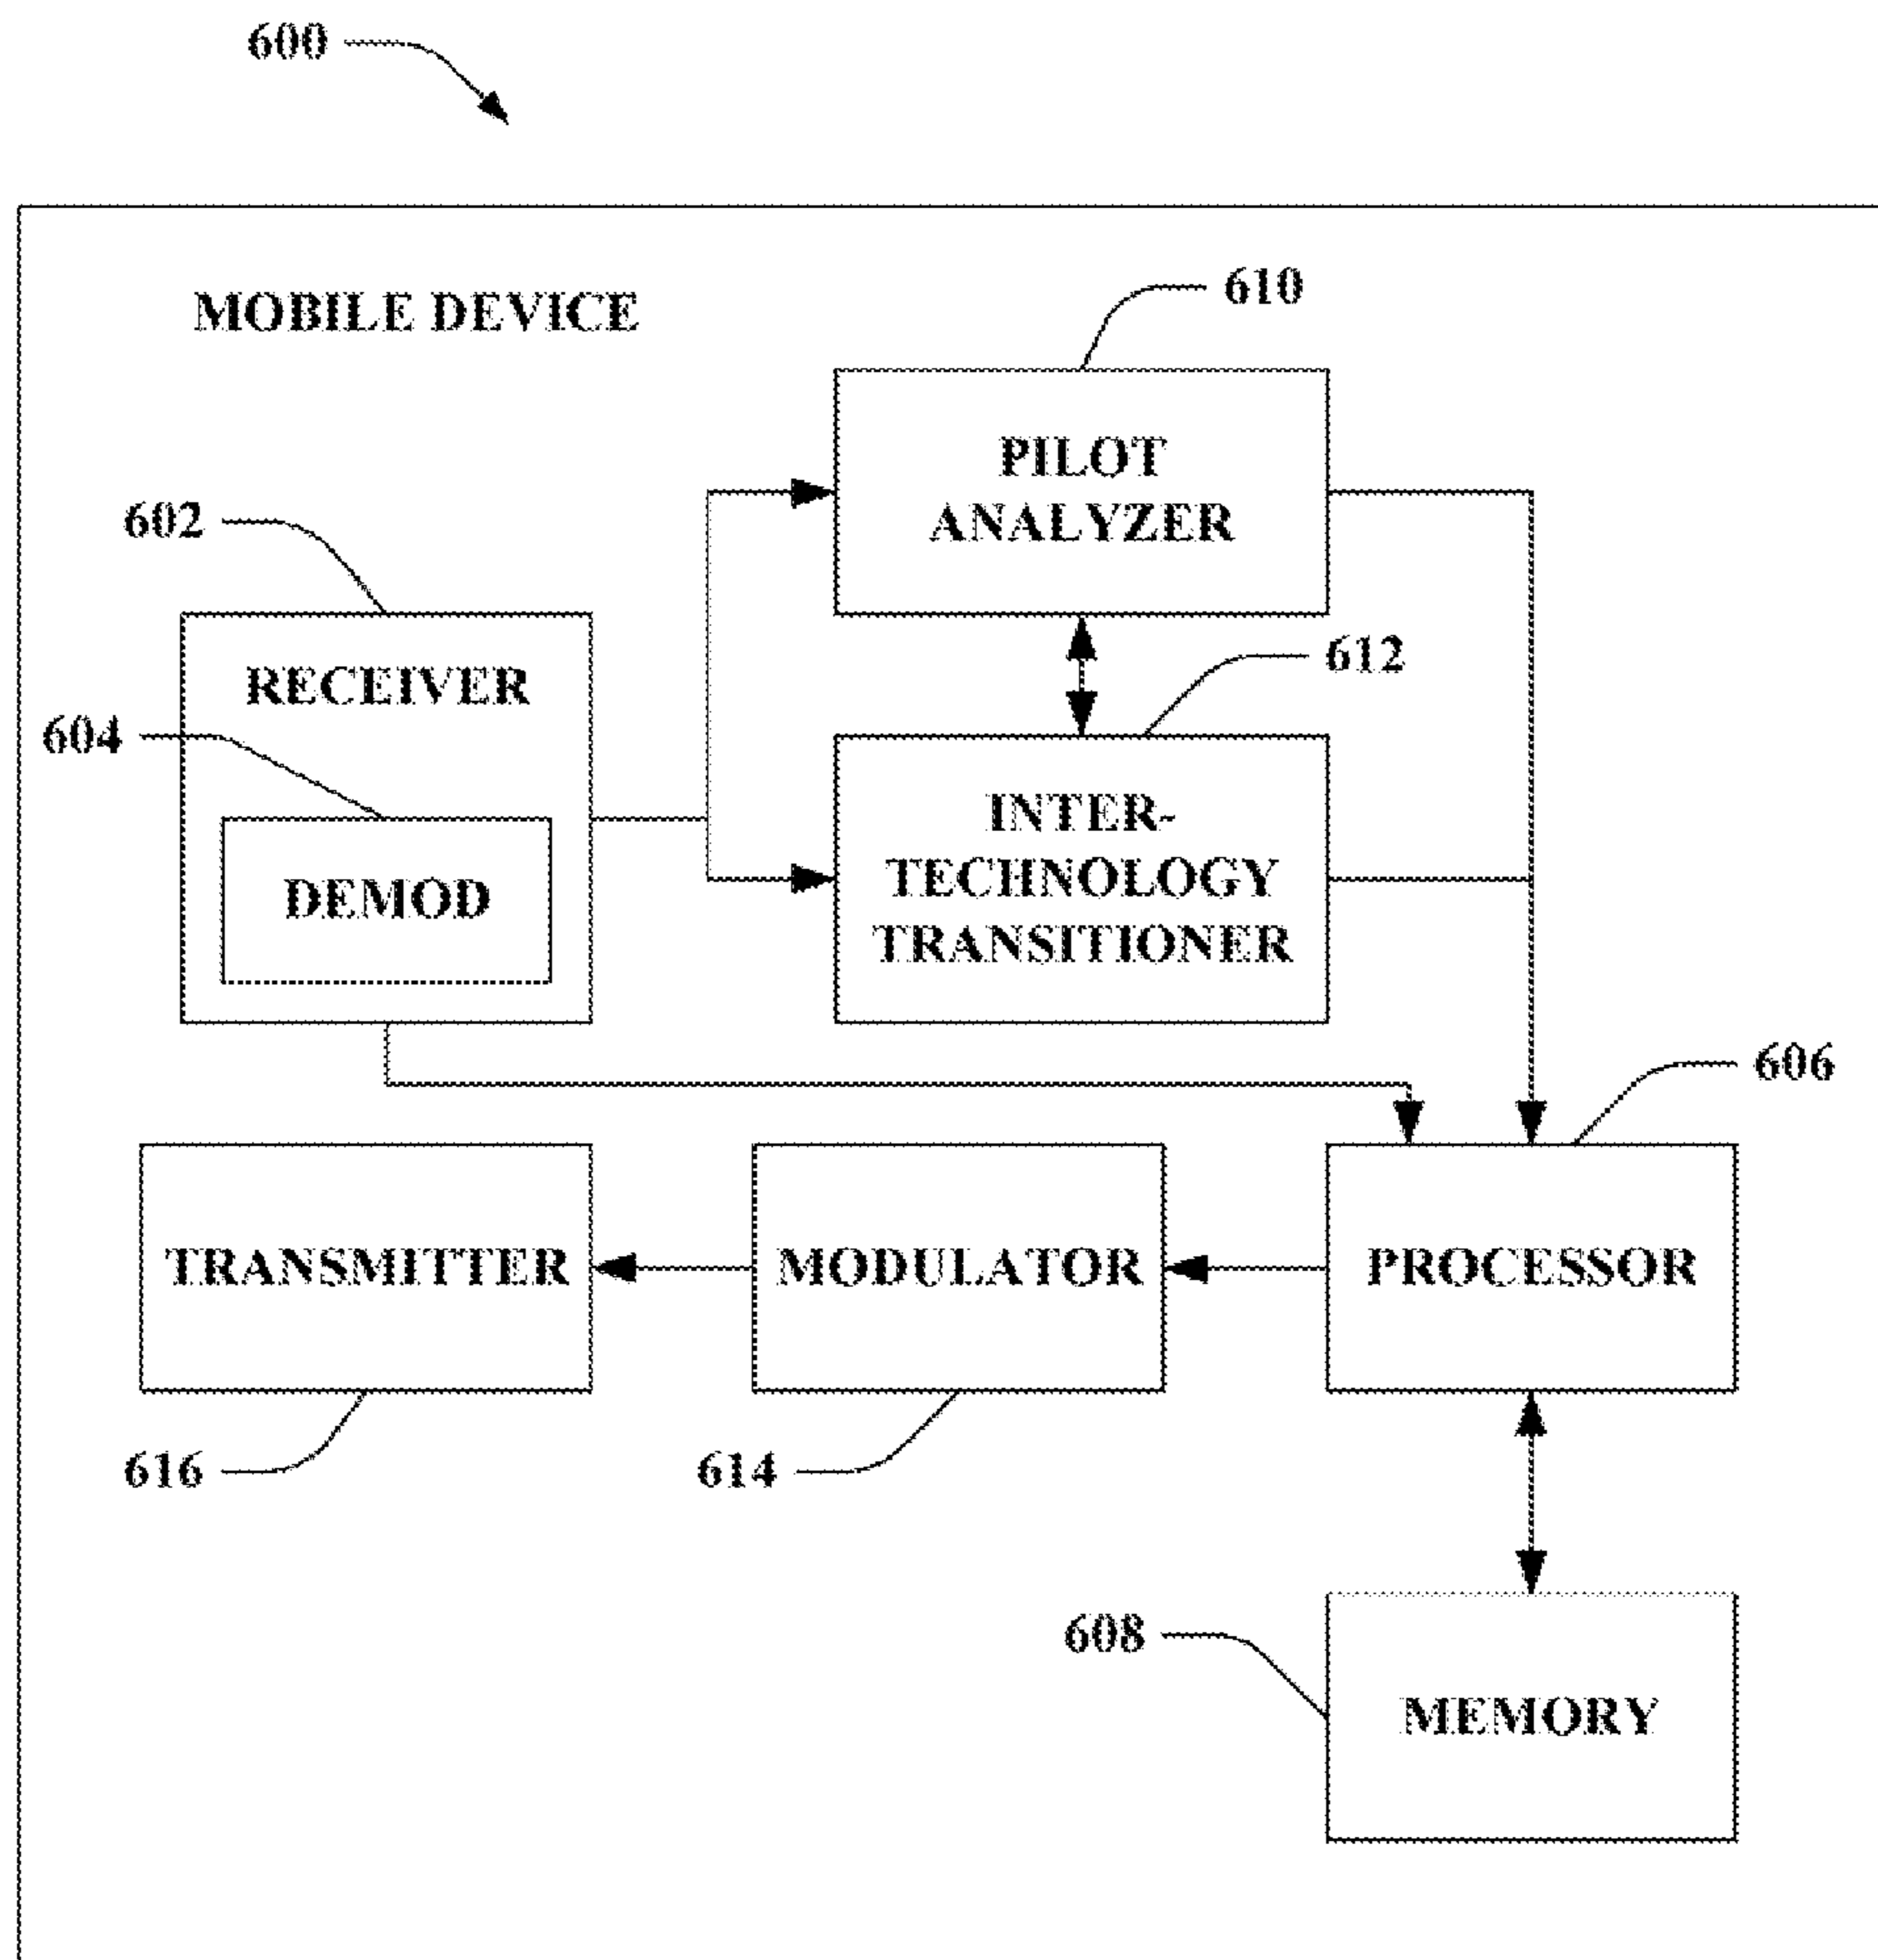 600
MOBILE DEVICE
610
PILOT
ANALYZER
602
RECEIVER
612
604
INTER-
TECHNOLOGY
TRANSITIONER
DEMOD
606
TRANSMITTER
MODULATOR
PROCESSOR
616
614
608
MEMORY